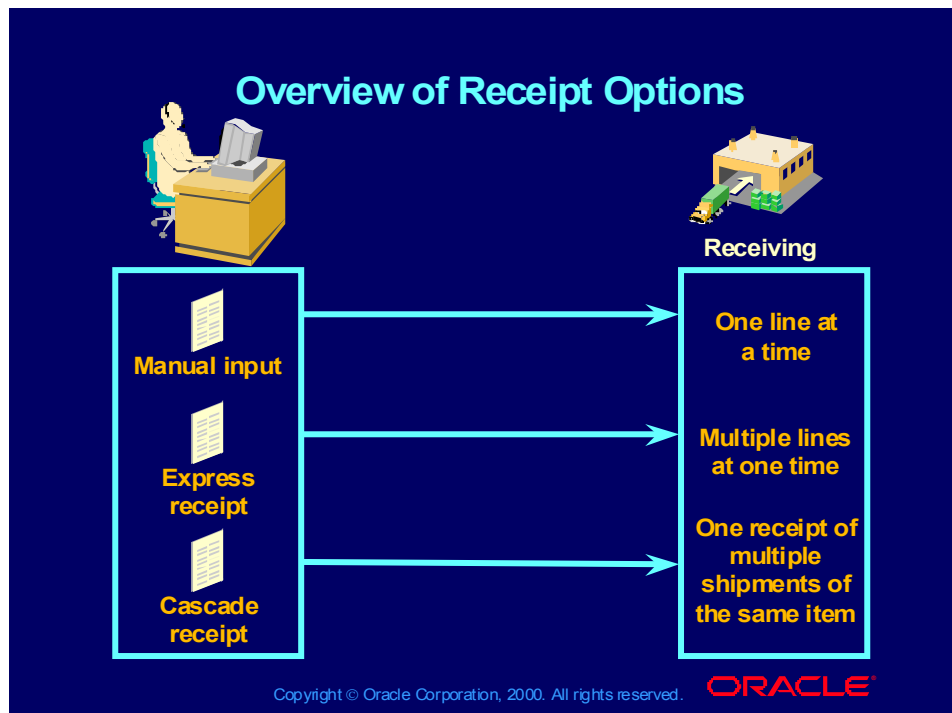 Overview of Receipt Options
Receiving
Manual input
One line at
a time
Express
receipt
Multiple lines
at one time
Cascade
receipt
One receipt of
multiple
shipments of
the same item
Copyright © Oracle Corporation, 2000. All rights reserved.
ORACLE®